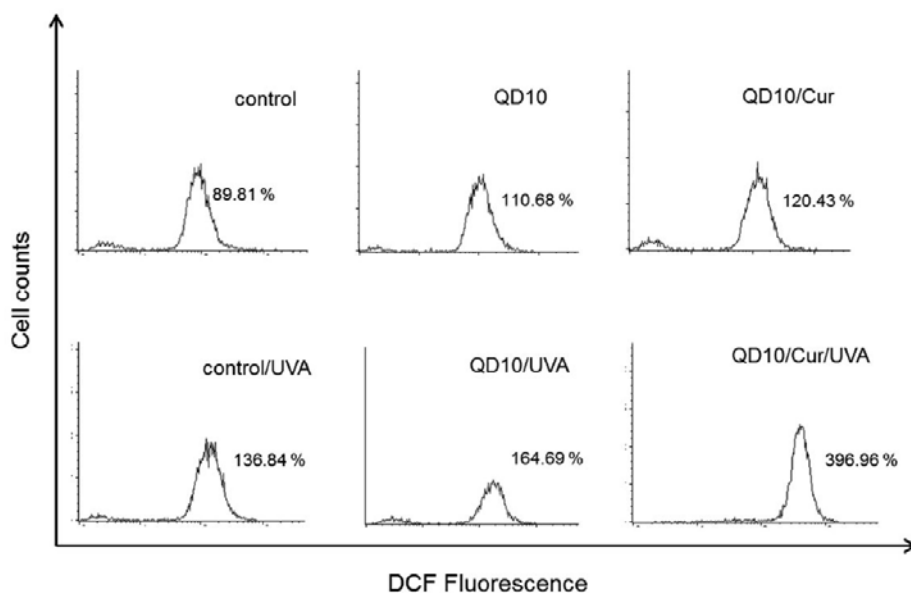 control
89.81 %
QD10
110.68 %
QD10/Cur
120.43 %
Cell counts
control/UVA
136.84 %
QD10/UVA
164.69 %
QD10/Cur/UVA
396.96 %
DCF Fluorescence